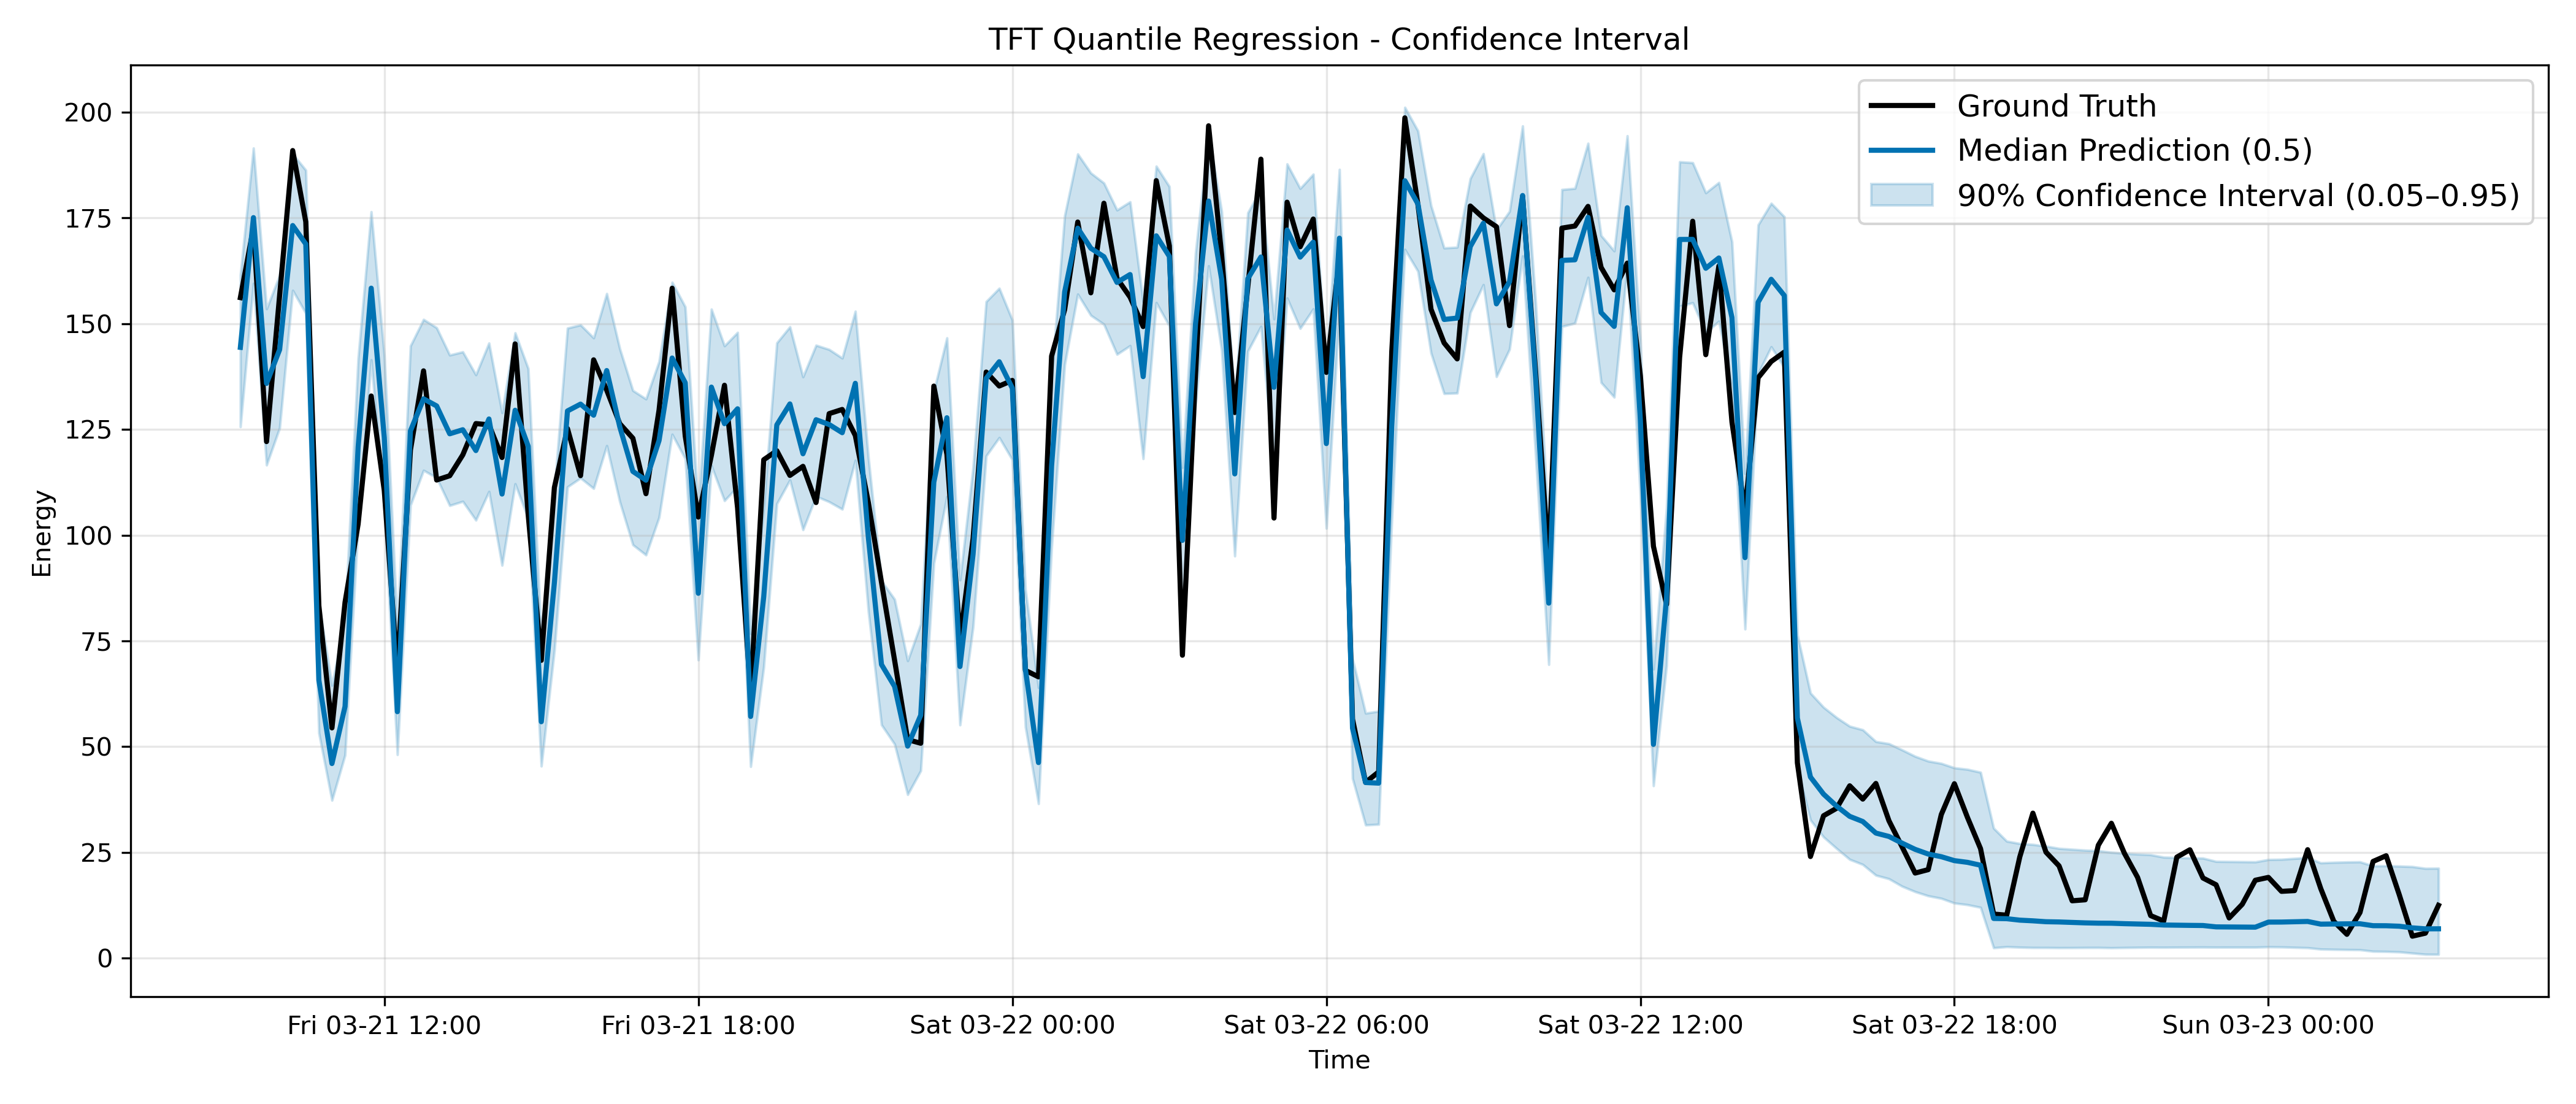 TFT Quantile Regression - Confidence Interval
Ground Truth
Median Prediction (0.5)
90% Confidence Interval (0.05–0.95)
Energy
200
175
150
125
100
75
50
25
0
Fri 03-21 12:00
Fri 03-21 18:00
Sat 03-22 00:00
Sat 03-22 06:00
Sat 03-22 12:00
Sat 03-22 18:00
Sun 03-23 00:00
Time